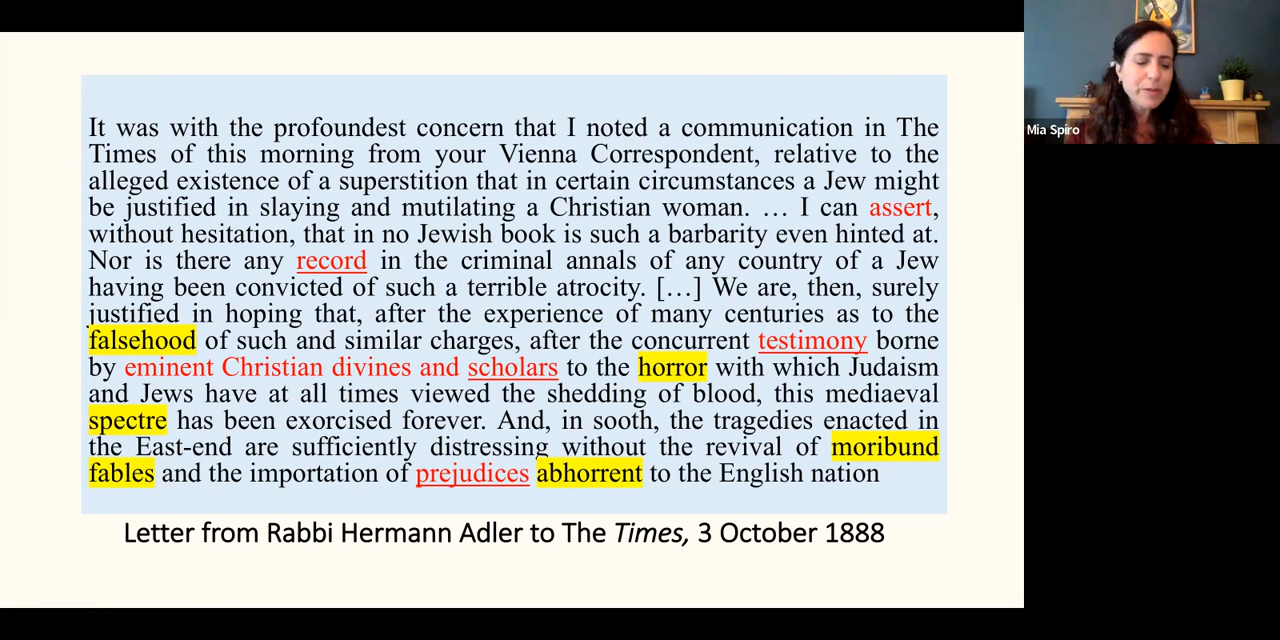 It was with the profoundest concern that I noted a communication in The
Times of this morning from your Vienna Correspondent, relative to the
alleged existence of a superstition that in certain circumstances a Jew might
be justified in slaying and mutilating a Christian woman. … I can assert,
without hesitation, that in no Jewish book is such a barbarity even hinted at.
Nor is there any record in the criminal annals of any country of a Jew
having been convicted of such a terrible atrocity. […] We are, then, surely
justified in hoping that, after the experience of many centuries as to the
falsehood of such and similar charges, after the concurrent testimony borne
by eminent Christian divines and scholars to the horror with which Judaism
and Jews have at all times viewed the shedding of blood, this mediaeval
spectre has been exorcised forever. And, in sooth, the tragedies enacted in
the East-end are sufficiently distressing without the revival of moribund
fables and the importation of prejudices abhorrent to the English nation
Letter from Rabbi Hermann Adler to The Times, 3 October 1888
Mia Spiro